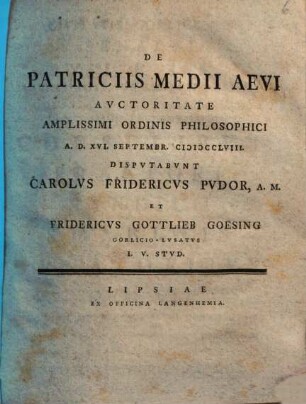 6
DE
PATRICIIS MEDII AEVI
AVCTORITATE
AMPLISSIMI ORDINIS PHILOSOPHICI
A. D. XVI. SEPTEMBR. CIƆIƆCCLVIII.
DISPVTABVNT
CAROLVS FRIDERICVS PVDOR, A. M.
ET
FRIDERICVS GOTTLIEB GOESING
GORLICIO-LVSATVS
I. V. STVD.
LIPSIAE
EX OFFICINA LANGENHEMIA.